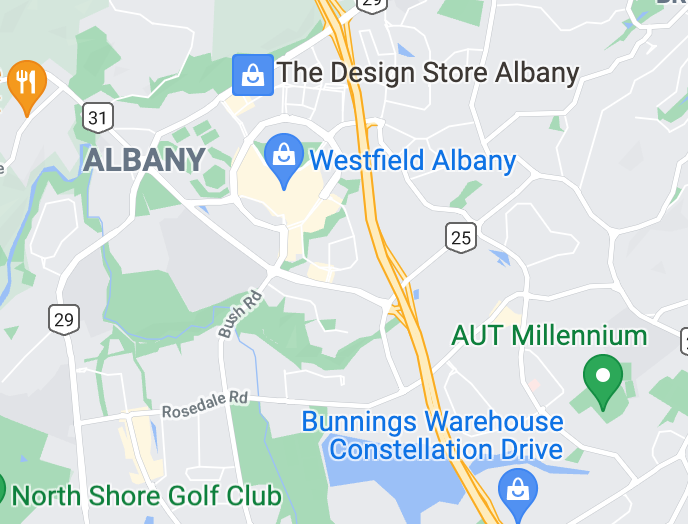 29
The Design Store Albany
31
ALBANY
Westfield Albany
25
Bush Rd
29
AUT Millennium
Rosedale Rd
Bunnings Warehouse
Constellation Drive
North Shore Golf Club